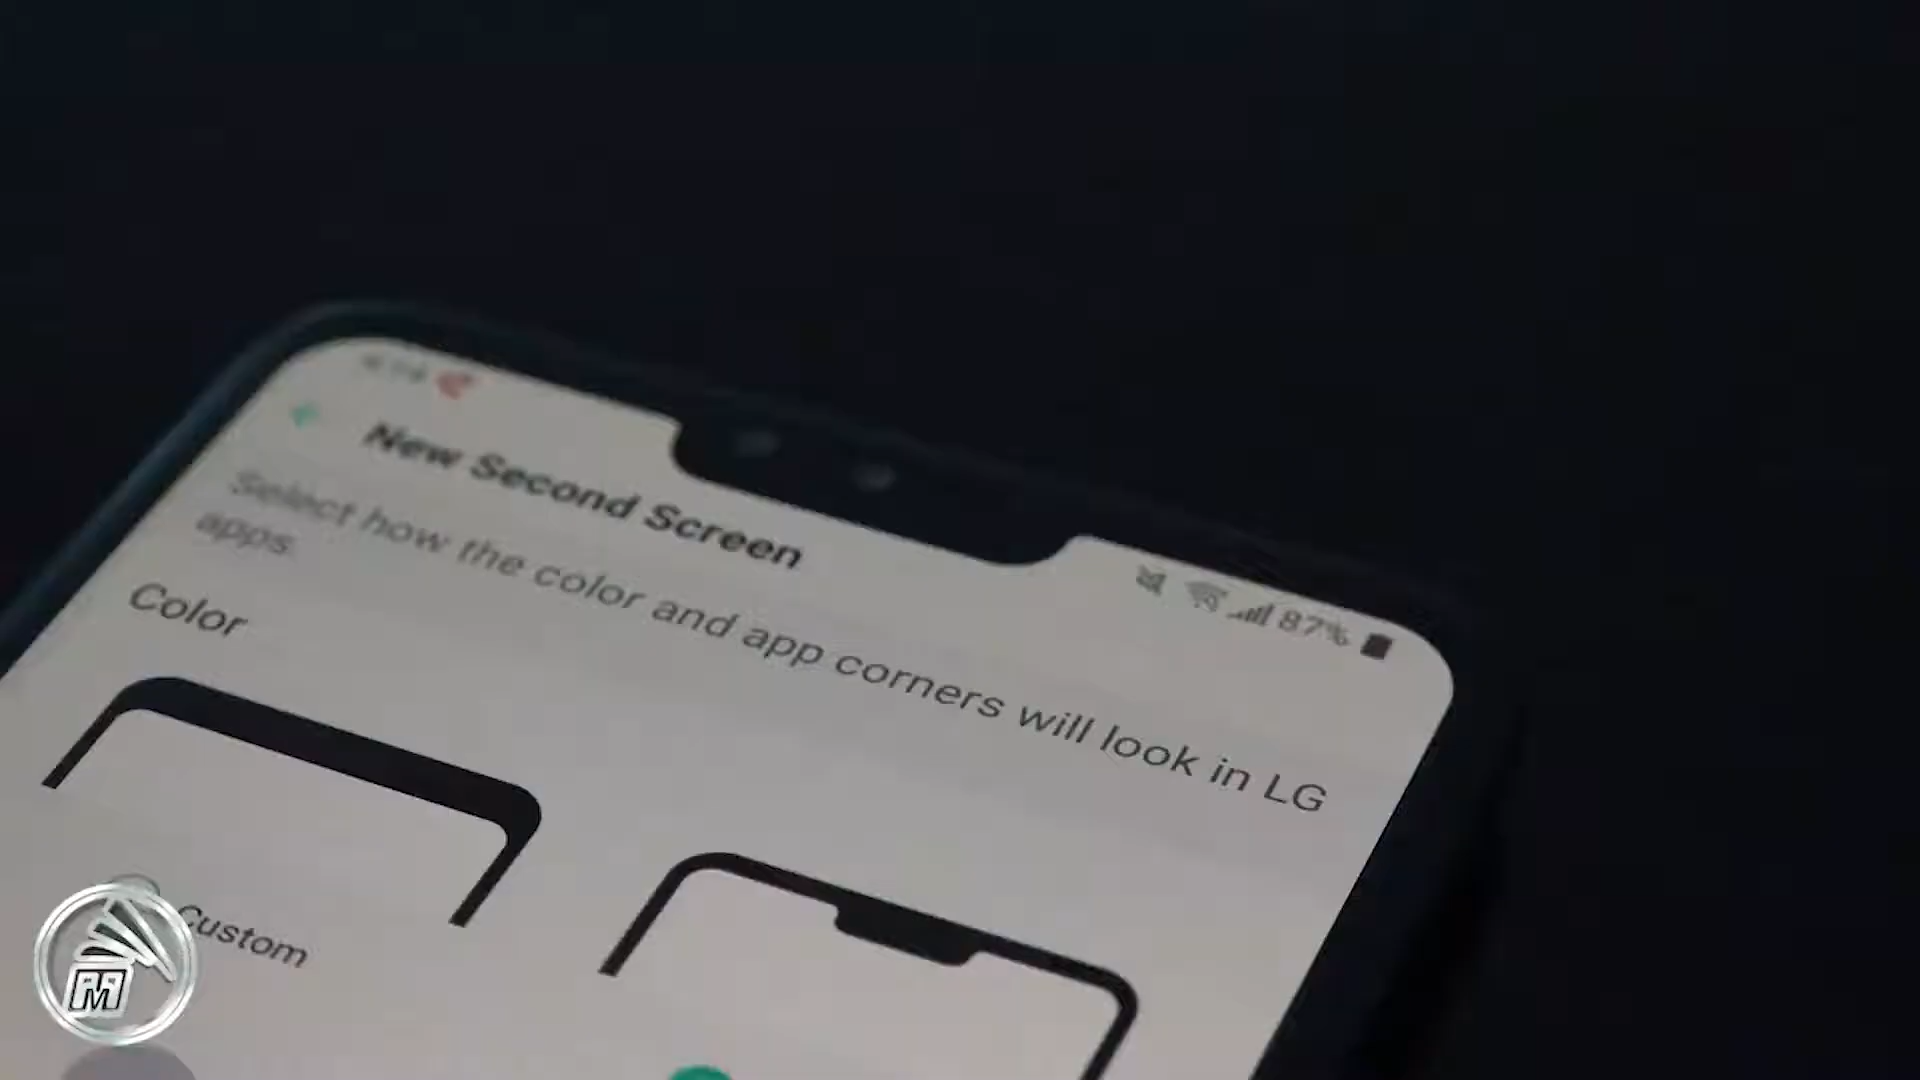 87%
New Second Screen
Select how the color and app corners will look in LG
apps.
Color
Custom
M